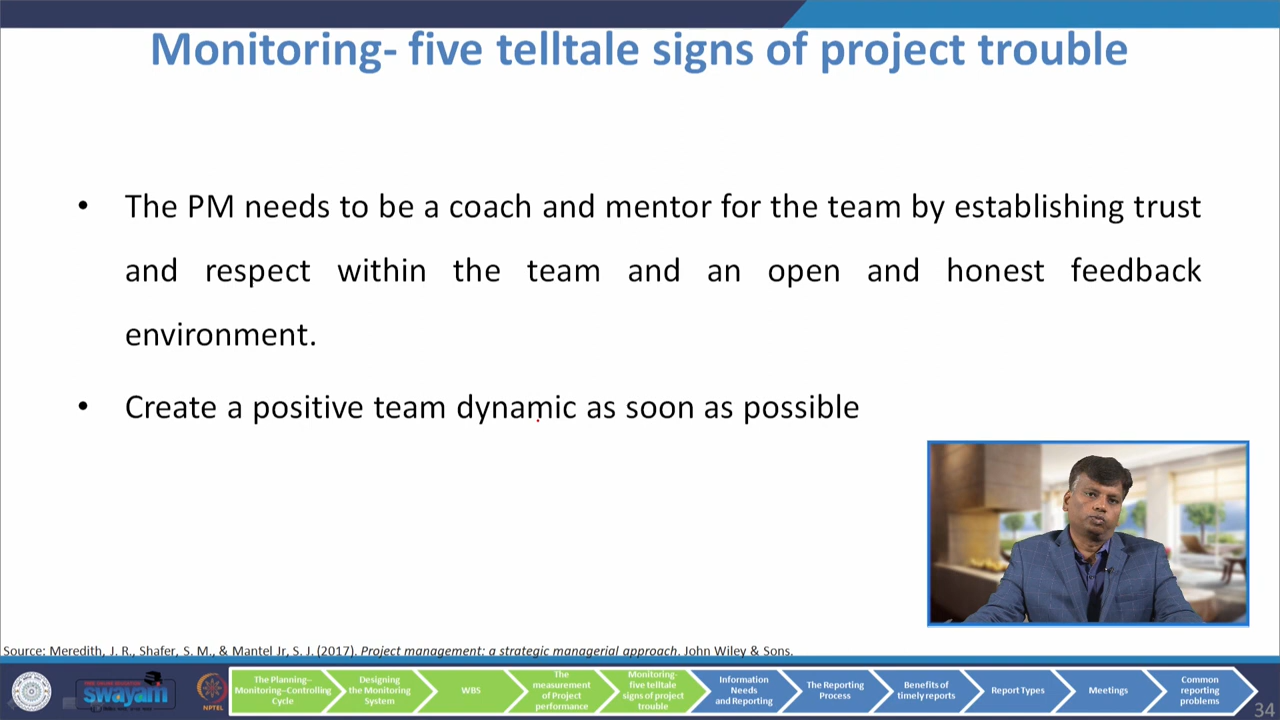 Monitoring- five telltale signs of project trouble
• The PM needs to be a coach and mentor for the team by establishing trust
and respect within the team and an open and honest feedback
environment.
• Create a positive team dynamic as soon as possible
Source: Meredith, J. R., Shafer, S. M., & Mantel Jr, S. J. (2017). Project management: a strategic managerial approach. John Wiley & Sons.
swayam
NPTEL
The Planning–
Monitoring–Controlling
Cycle
Designing
the Monitoring
System
WBS
The
measurement
of Project
performance
Monitoring-
five telltale
signs of project
trouble
Information
Needs
and Reporting
The Reporting
Process
Benefits of
timely reports
Report Types
Meetings
Common
reporting
problems
34